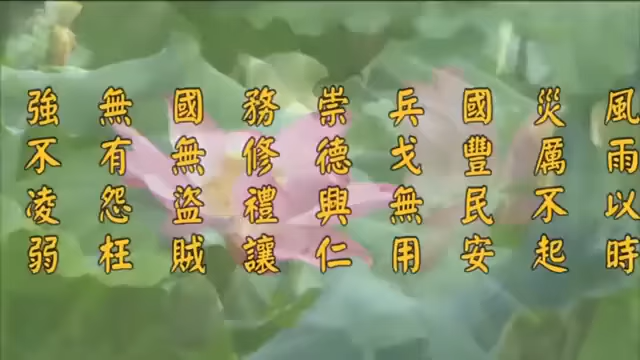 風雨以時
災厲不起
國豐民安
兵戈無用
崇德興仁
務修禮讓
國無盜賊
無有怨枉
強不凌弱